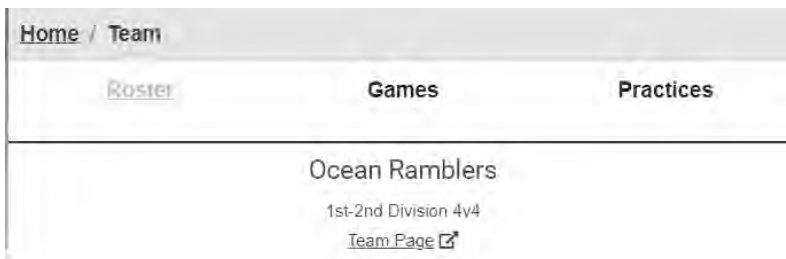 Home / Team
Roster Games Practices
Ocean Ramblers
1st-2nd Division 4v4
Team Page